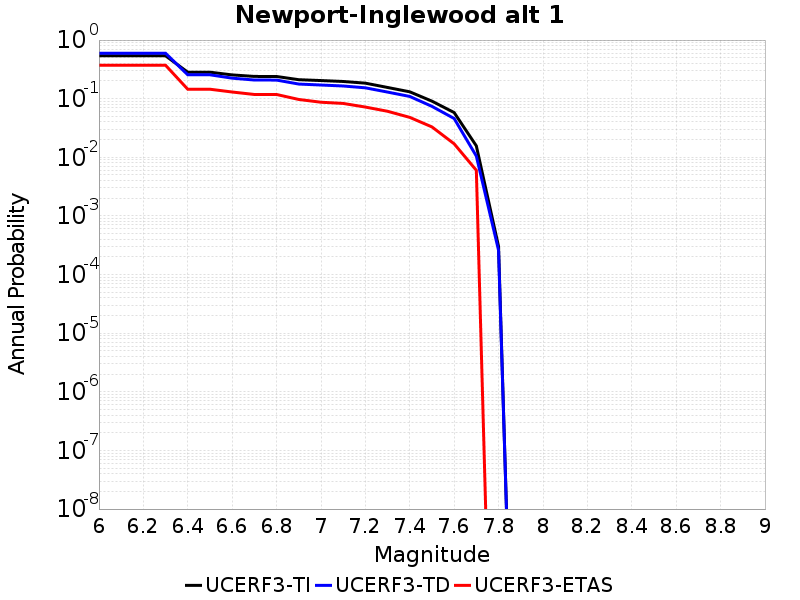 Newport-Inglewood alt 1
10^0
10^-1
10^-2
10^-3
10^-4
10^-5
10^-6
10^-7
10^-8
Annual Probability
6 6.2 6.4 6.6 6.8 7 7.2 7.4 7.6 7.8 8 8.2 8.4 8.6 8.8 9
Magnitude
UCERF3-TI UCERF3-TD UCERF3-ETAS